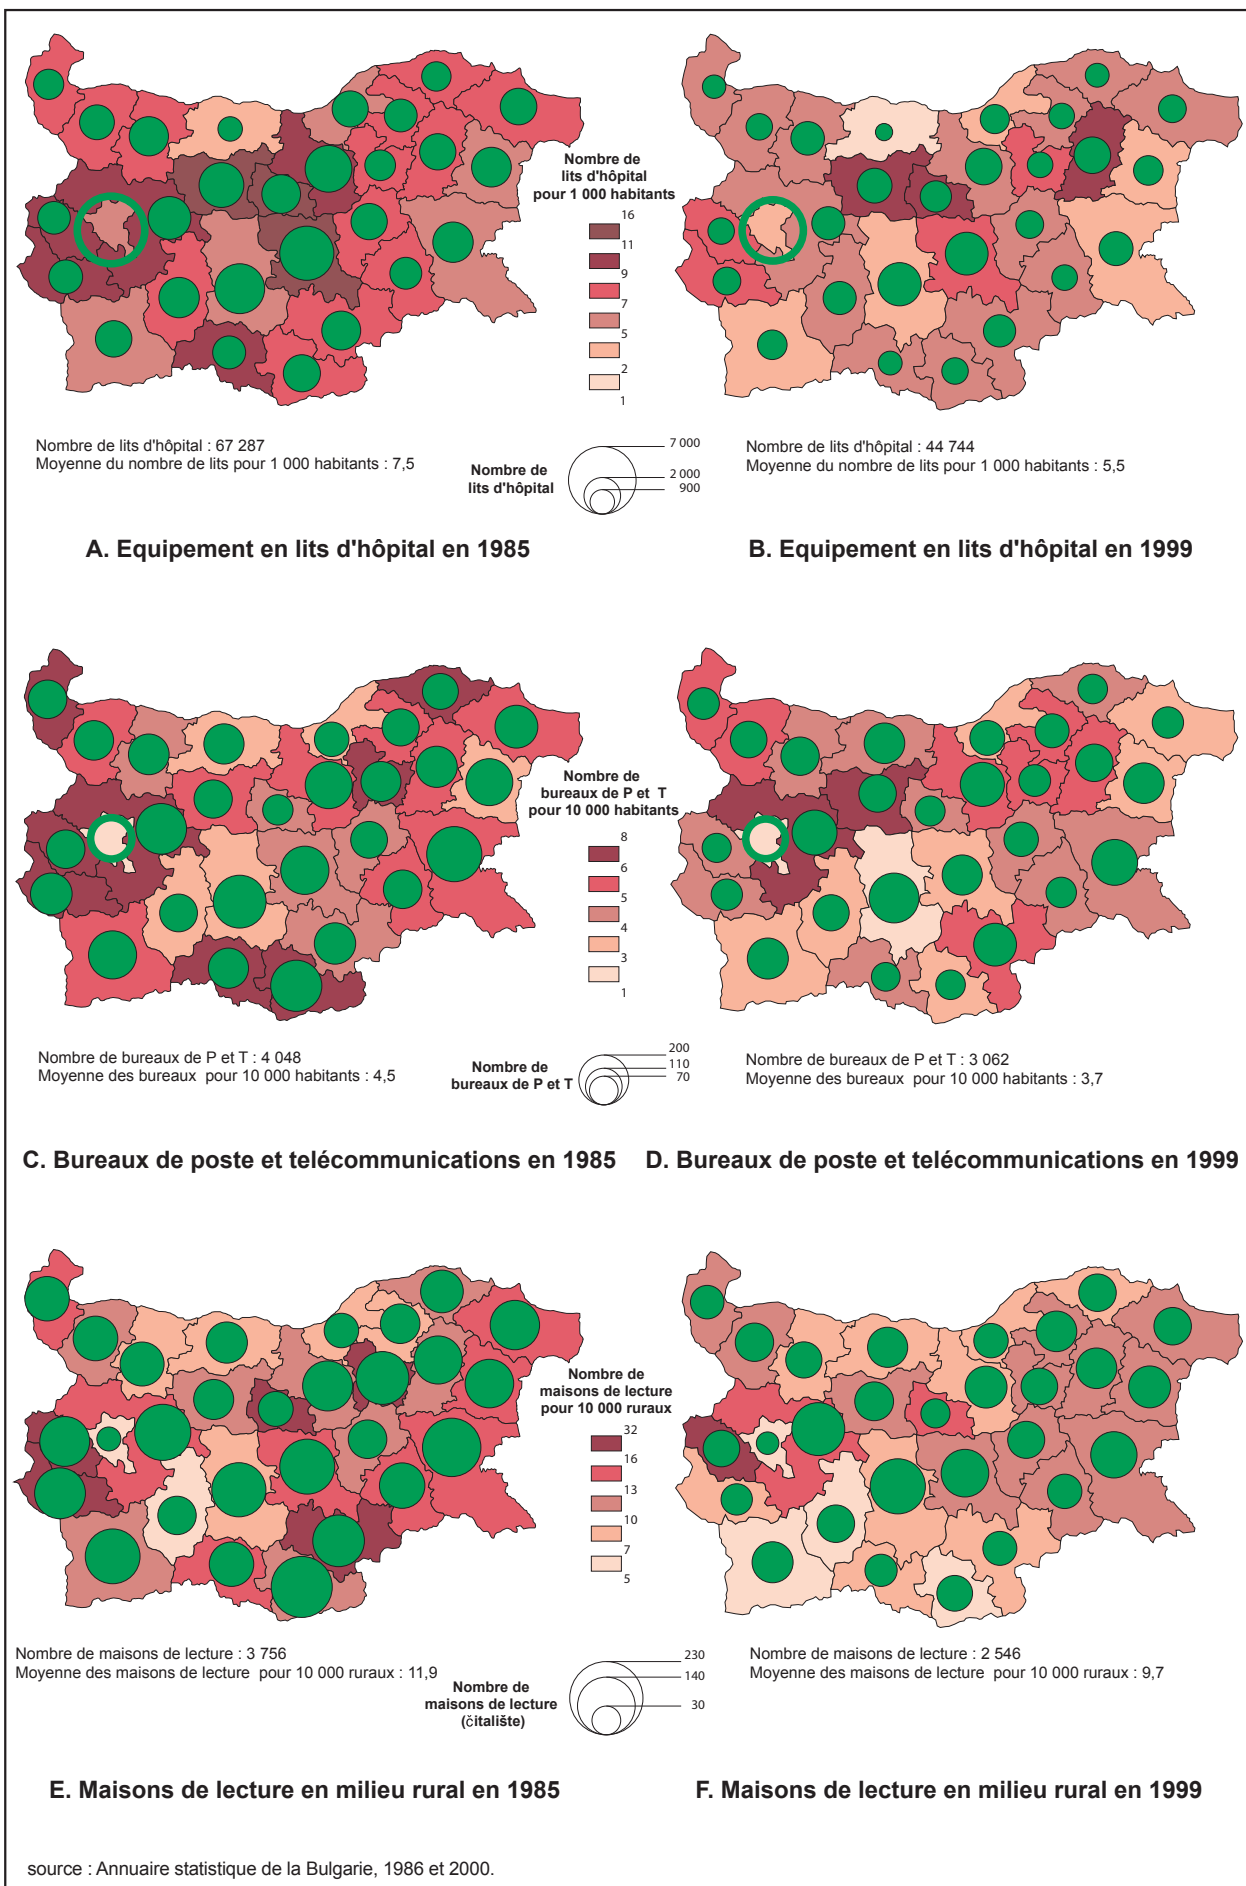 Nombre de
lits d'hôpital
pour 1 000 habitants
16
11
9
7
5
2
1
Nombre de lits d'hôpital : 67 287
Moyenne du nombre de lits pour 1 000 habitants : 7,5
Nombre de
lits d'hôpital
7 000
2 000
900
Nombre de lits d'hôpital : 44 744
Moyenne du nombre de lits pour 1 000 habitants : 5,5
A. Equipement en lits d'hôpital en 1985
B. Equipement en lits d'hôpital en 1999
Nombre de
bureaux de P et T
pour 10 000 habitants
8
6
5
4
3
1
Nombre de bureaux de P et T : 4 048
Moyenne des bureaux pour 10 000 habitants : 4,5
Nombre de
bureaux de P et T
200
110
70
Nombre de bureaux de P et T : 3 062
Moyenne des bureaux pour 10 000 habitants : 3,7
C. Bureaux de poste et telécommunications en 1985
D. Bureaux de poste et telécommunications en 1999
Nombre de
maisons de lecture
pour 10 000 ruraux
32
16
13
10
7
5
Nombre de maisons de lecture : 3 756
Moyenne des maisons de lecture pour 10 000 ruraux : 11,9
Nombre de
maisons de lecture
(čitalište)
230
140
30
Nombre de maisons de lecture : 2 546
Moyenne des maisons de lecture pour 10 000 ruraux : 9,7
E. Maisons de lecture en milieu rural en 1985
F. Maisons de lecture en milieu rural en 1999
source : Annuaire statistique de la Bulgarie, 1986 et 2000.